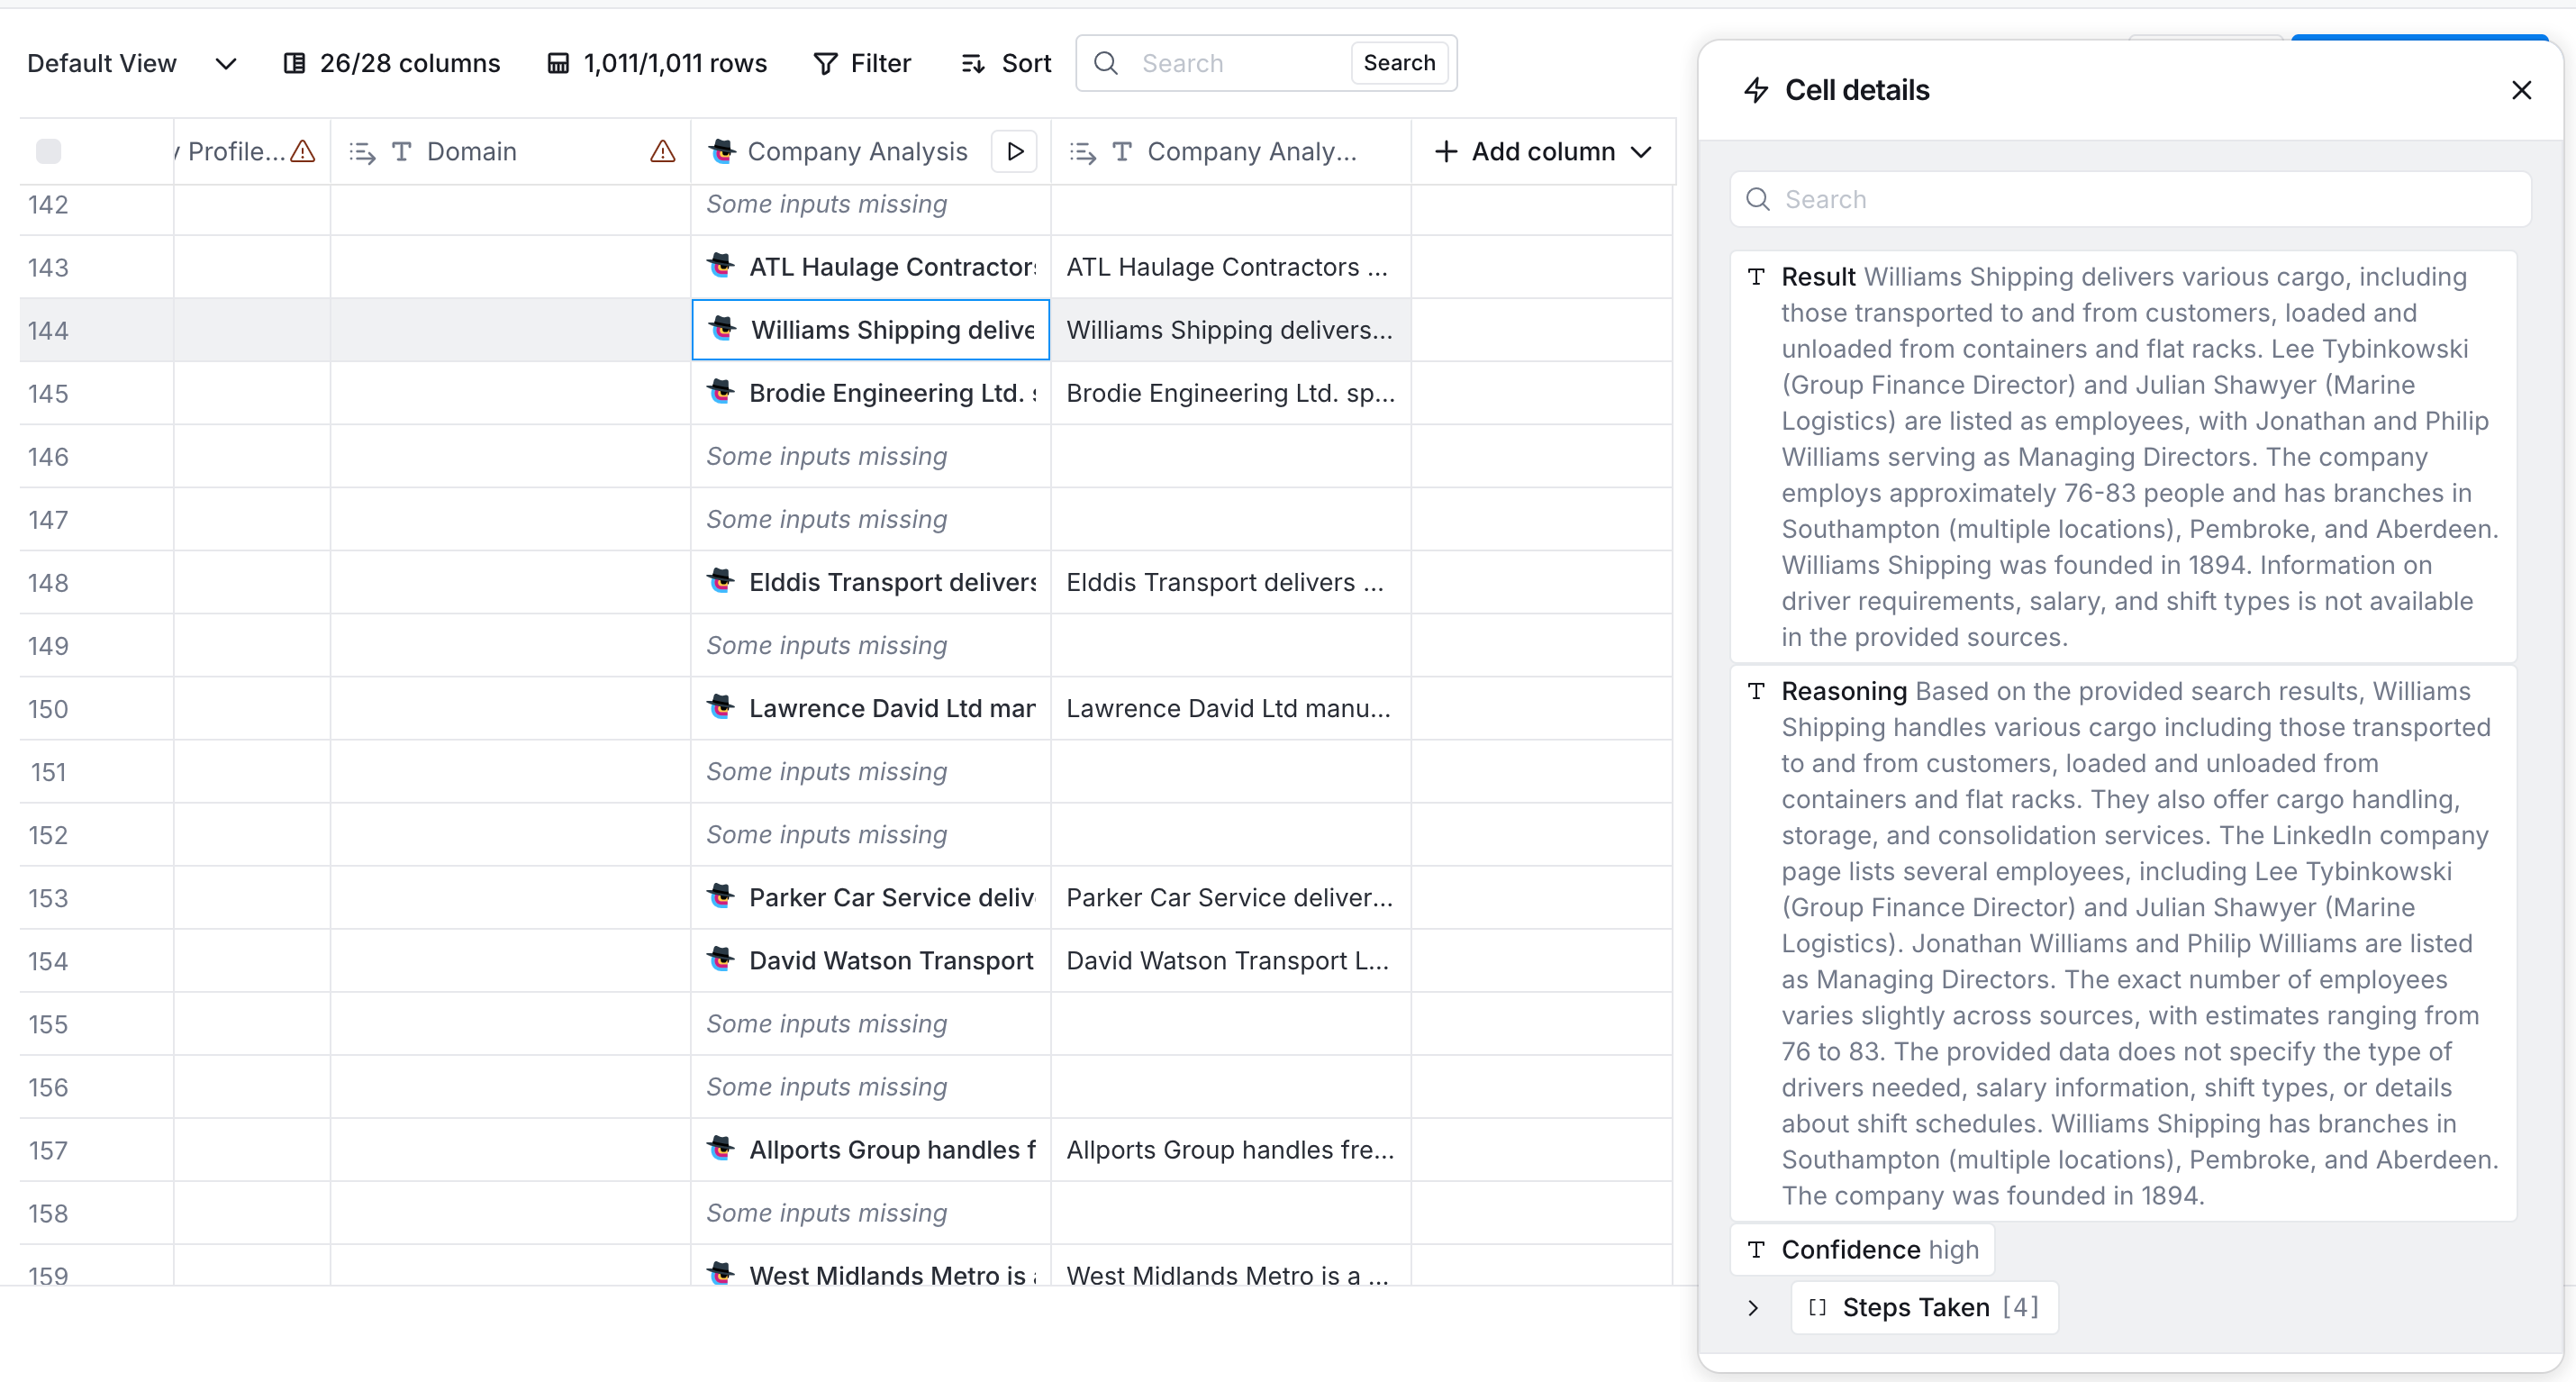 Default View 26/28 columns 1,011/1,011 rows Filter Sort Search Search
y Profile... Domain Company Analysis Company Analy... Add column
142 Some inputs missing
143 ATL Haulage Contractors ATL Haulage Contractors ...
144 Williams Shipping delive Williams Shipping delivers...
145 Brodie Engineering Ltd. s Brodie Engineering Ltd. sp...
146 Some inputs missing
147 Some inputs missing
148 Elddis Transport delivers Elddis Transport delivers ...
149 Some inputs missing
150 Lawrence David Ltd man Lawrence David Ltd manu...
151 Some inputs missing
152 Some inputs missing
153 Parker Car Service deliv Parker Car Service deliver...
154 David Watson Transport David Watson Transport L...
155 Some inputs missing
156 Some inputs missing
157 Allports Group handles f Allports Group handles fre...
158 Some inputs missing
159 West Midlands Metro is a West Midlands Metro is a ...
Cell details
Search
Result Williams Shipping delivers various cargo, including
those transported to and from customers, loaded and
unloaded from containers and flat racks. Lee Tybinkowski
(Group Finance Director) and Julian Shawyer (Marine
Logistics) are listed as employees, with Jonathan and Philip
Williams serving as Managing Directors. The company
employs approximately 76-83 people and has branches in
Southampton (multiple locations), Pembroke, and Aberdeen.
Williams Shipping was founded in 1894. Information on
driver requirements, salary, and shift types is not available
in the provided sources.
Reasoning Based on the provided search results, Williams
Shipping handles various cargo including those transported
to and from customers, loaded and unloaded from
containers and flat racks. They also offer cargo handling,
storage, and consolidation services. The LinkedIn company
page lists several employees, including Lee Tybinkowski
(Group Finance Director) and Julian Shawyer (Marine
Logistics). Jonathan Williams and Philip Williams are listed
as Managing Directors. The exact number of employees
varies slightly across sources, with estimates ranging from
76 to 83. The provided data does not specify the type of
drivers needed, salary information, shift types, or details
about shift schedules. Williams Shipping has branches in
Southampton (multiple locations), Pembroke, and Aberdeen.
The company was founded in 1894.
Confidence high
Steps Taken [4]